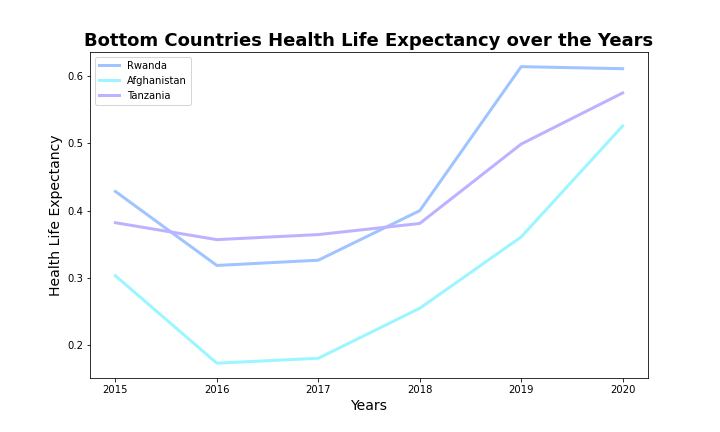 Bottom Countries Health Life Expectancy over the Years
Rwanda
Afghanistan
Tanzania
0.6
0.5
0.4
0.3
0.2
Health Life Expectancy
2015 2016 2017 2018 2019 2020
Years